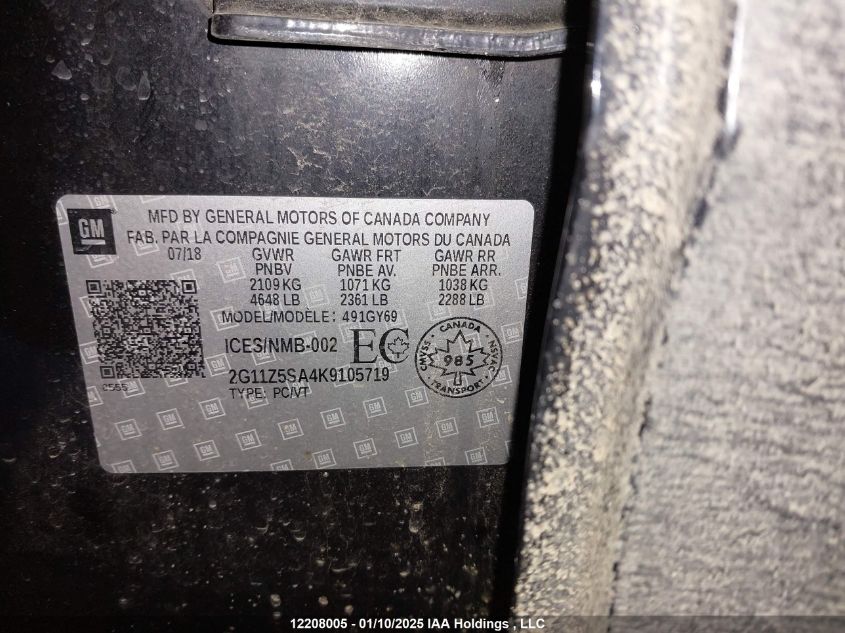 GM
MFD BY GENERAL MOTORS OF CANADA COMPANY
FAB. PAR LA COMPAGNIE GENERAL MOTORS DU CANADA
07/18 GVWR GAWR FRT GAWR RR
PNBV PNBE AV. PNBE ARR.
2109 KG 1071 KG 1038 KG
4648 LB 2361 LB 2288 LB
MODEL/MODELE: 491GY69
ICES/NMB-002 EC
CANADA
CMVSS 985 NSVAC
TRANSPORT
2G11Z5SA4K9105719
2565
TYPE: PC/VT
12208005 - 01/10/2025 IAA Holdings , LLC